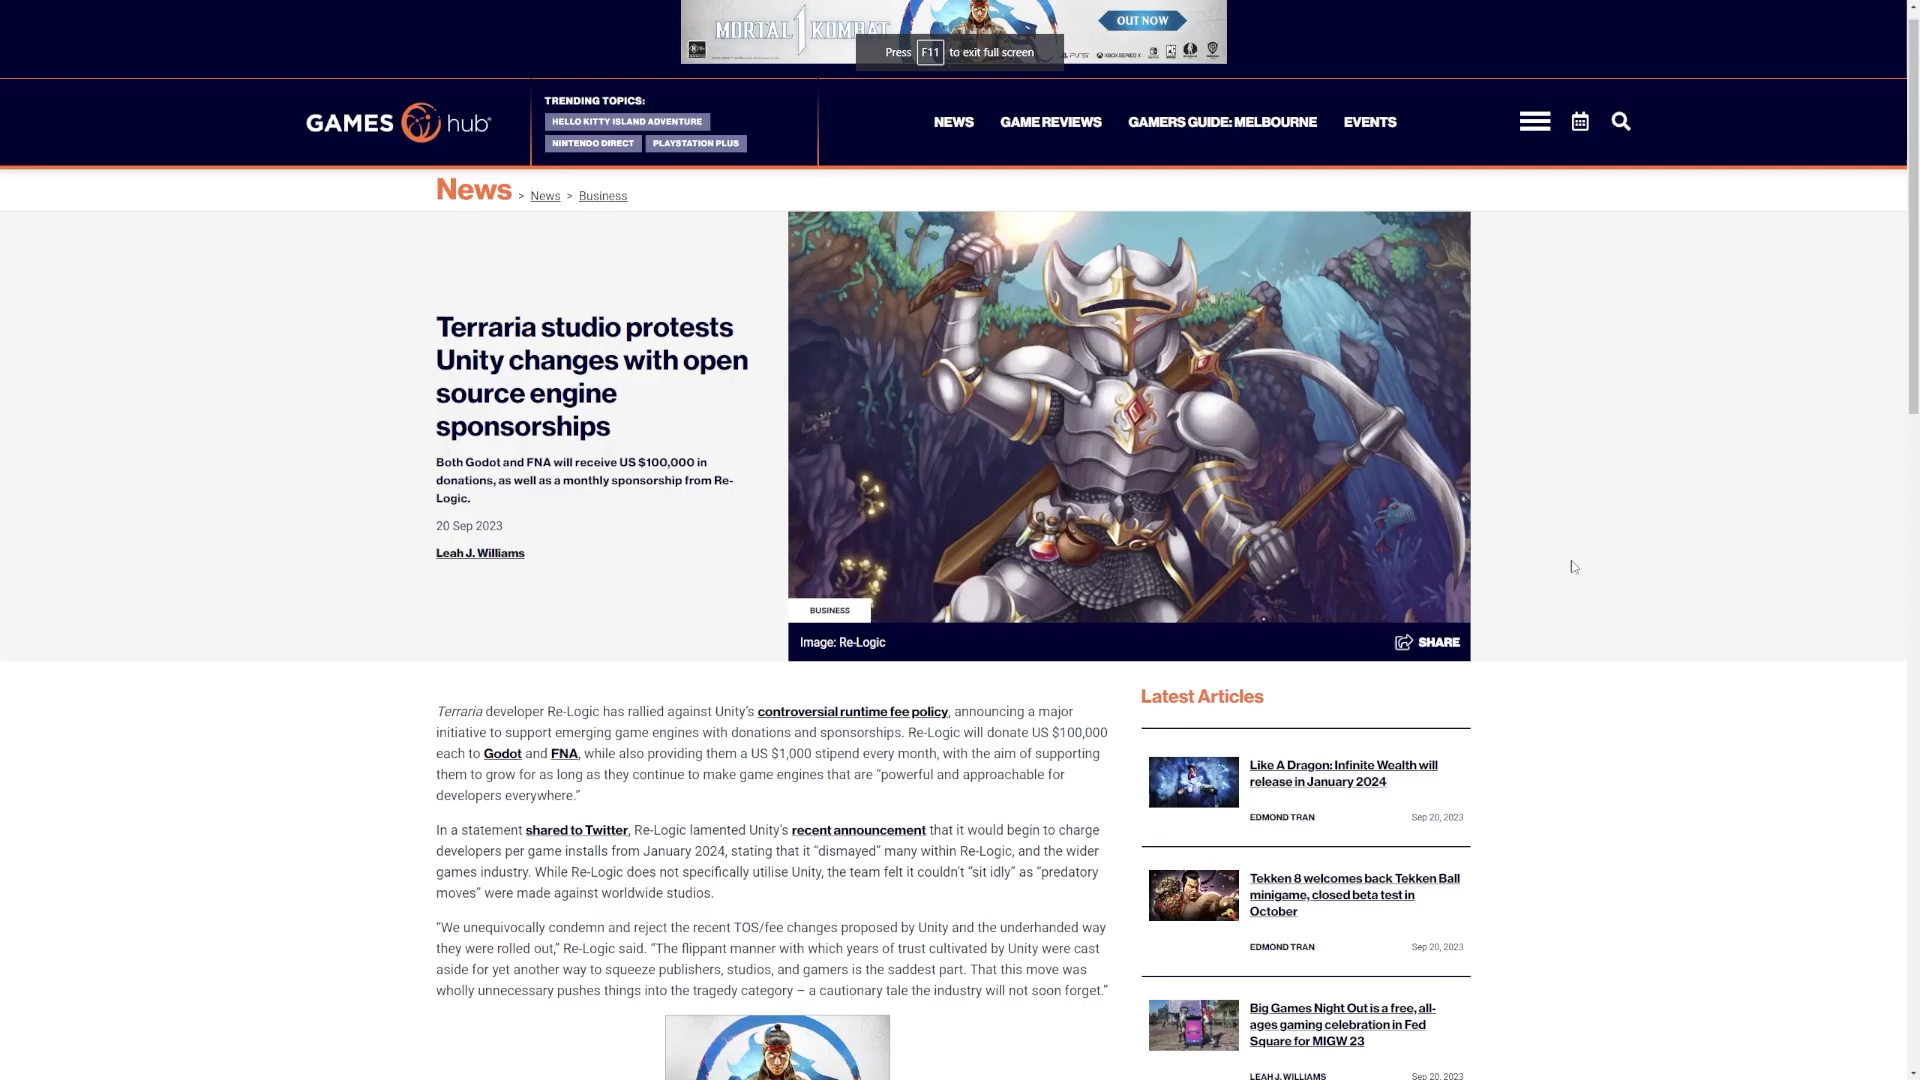 MORTAL 1 KOMBAT
OUT NOW
Press F11 to exit full screen
GAMES hub
TRENDING TOPICS:
HELLO KITTY ISLAND ADVENTURE
NINTENDO DIRECT PLAYSTATION PLUS
NEWS GAME REVIEWS GAMERS GUIDE: MELBOURNE EVENTS
News > News > Business
Terraria studio protests
Unity changes with open
source engine
sponsorships
Both Godot and FNA will receive US $100,000 in
donations, as well as a monthly sponsorship from Re-
Logic.
20 Sep 2023
Leah J. Williams
BUSINESS
Image: Re-Logic
SHARE
Terraria developer Re-Logic has rallied against Unity’s controversial runtime fee policy, announcing a major
initiative to support emerging game engines with donations and sponsorships. Re-Logic will donate US $100,000
each to Godot and FNA, while also providing them a US $1,000 stipend every month, with the aim of supporting
them to grow for as long as they continue to make game engines that are “powerful and approachable for
developers everywhere.”
In a statement shared to Twitter, Re-Logic lamented Unity’s recent announcement that it would begin to charge
developers per game installs from January 2024, stating that it “dismayed” many within Re-Logic, and the wider
games industry. While Re-Logic does not specifically utilise Unity, the team felt it couldn’t “sit idly” as “predatory
moves” were made against worldwide studios.
“We unequivocally condemn and reject the recent TOS/fee changes proposed by Unity and the underhanded way
they were rolled out,” Re-Logic said. “The flippant manner with which years of trust cultivated by Unity were cast
aside for yet another way to squeeze publishers, studios, and gamers is the saddest part. That this move was
wholly unnecessary pushes things into the tragedy category – a cautionary tale the industry will not soon forget.”
Latest Articles
Like A Dragon: Infinite Wealth will
release in January 2024
EDMOND TRAN Sep 20, 2023
Tekken 8 welcomes back Tekken Ball
minigame, closed beta test in
October
EDMOND TRAN Sep 20, 2023
Big Games Night Out is a free, all-
ages gaming celebration in Fed
Square for MIGW 23
LEAH J. WILLIAMS Sep 20, 2023